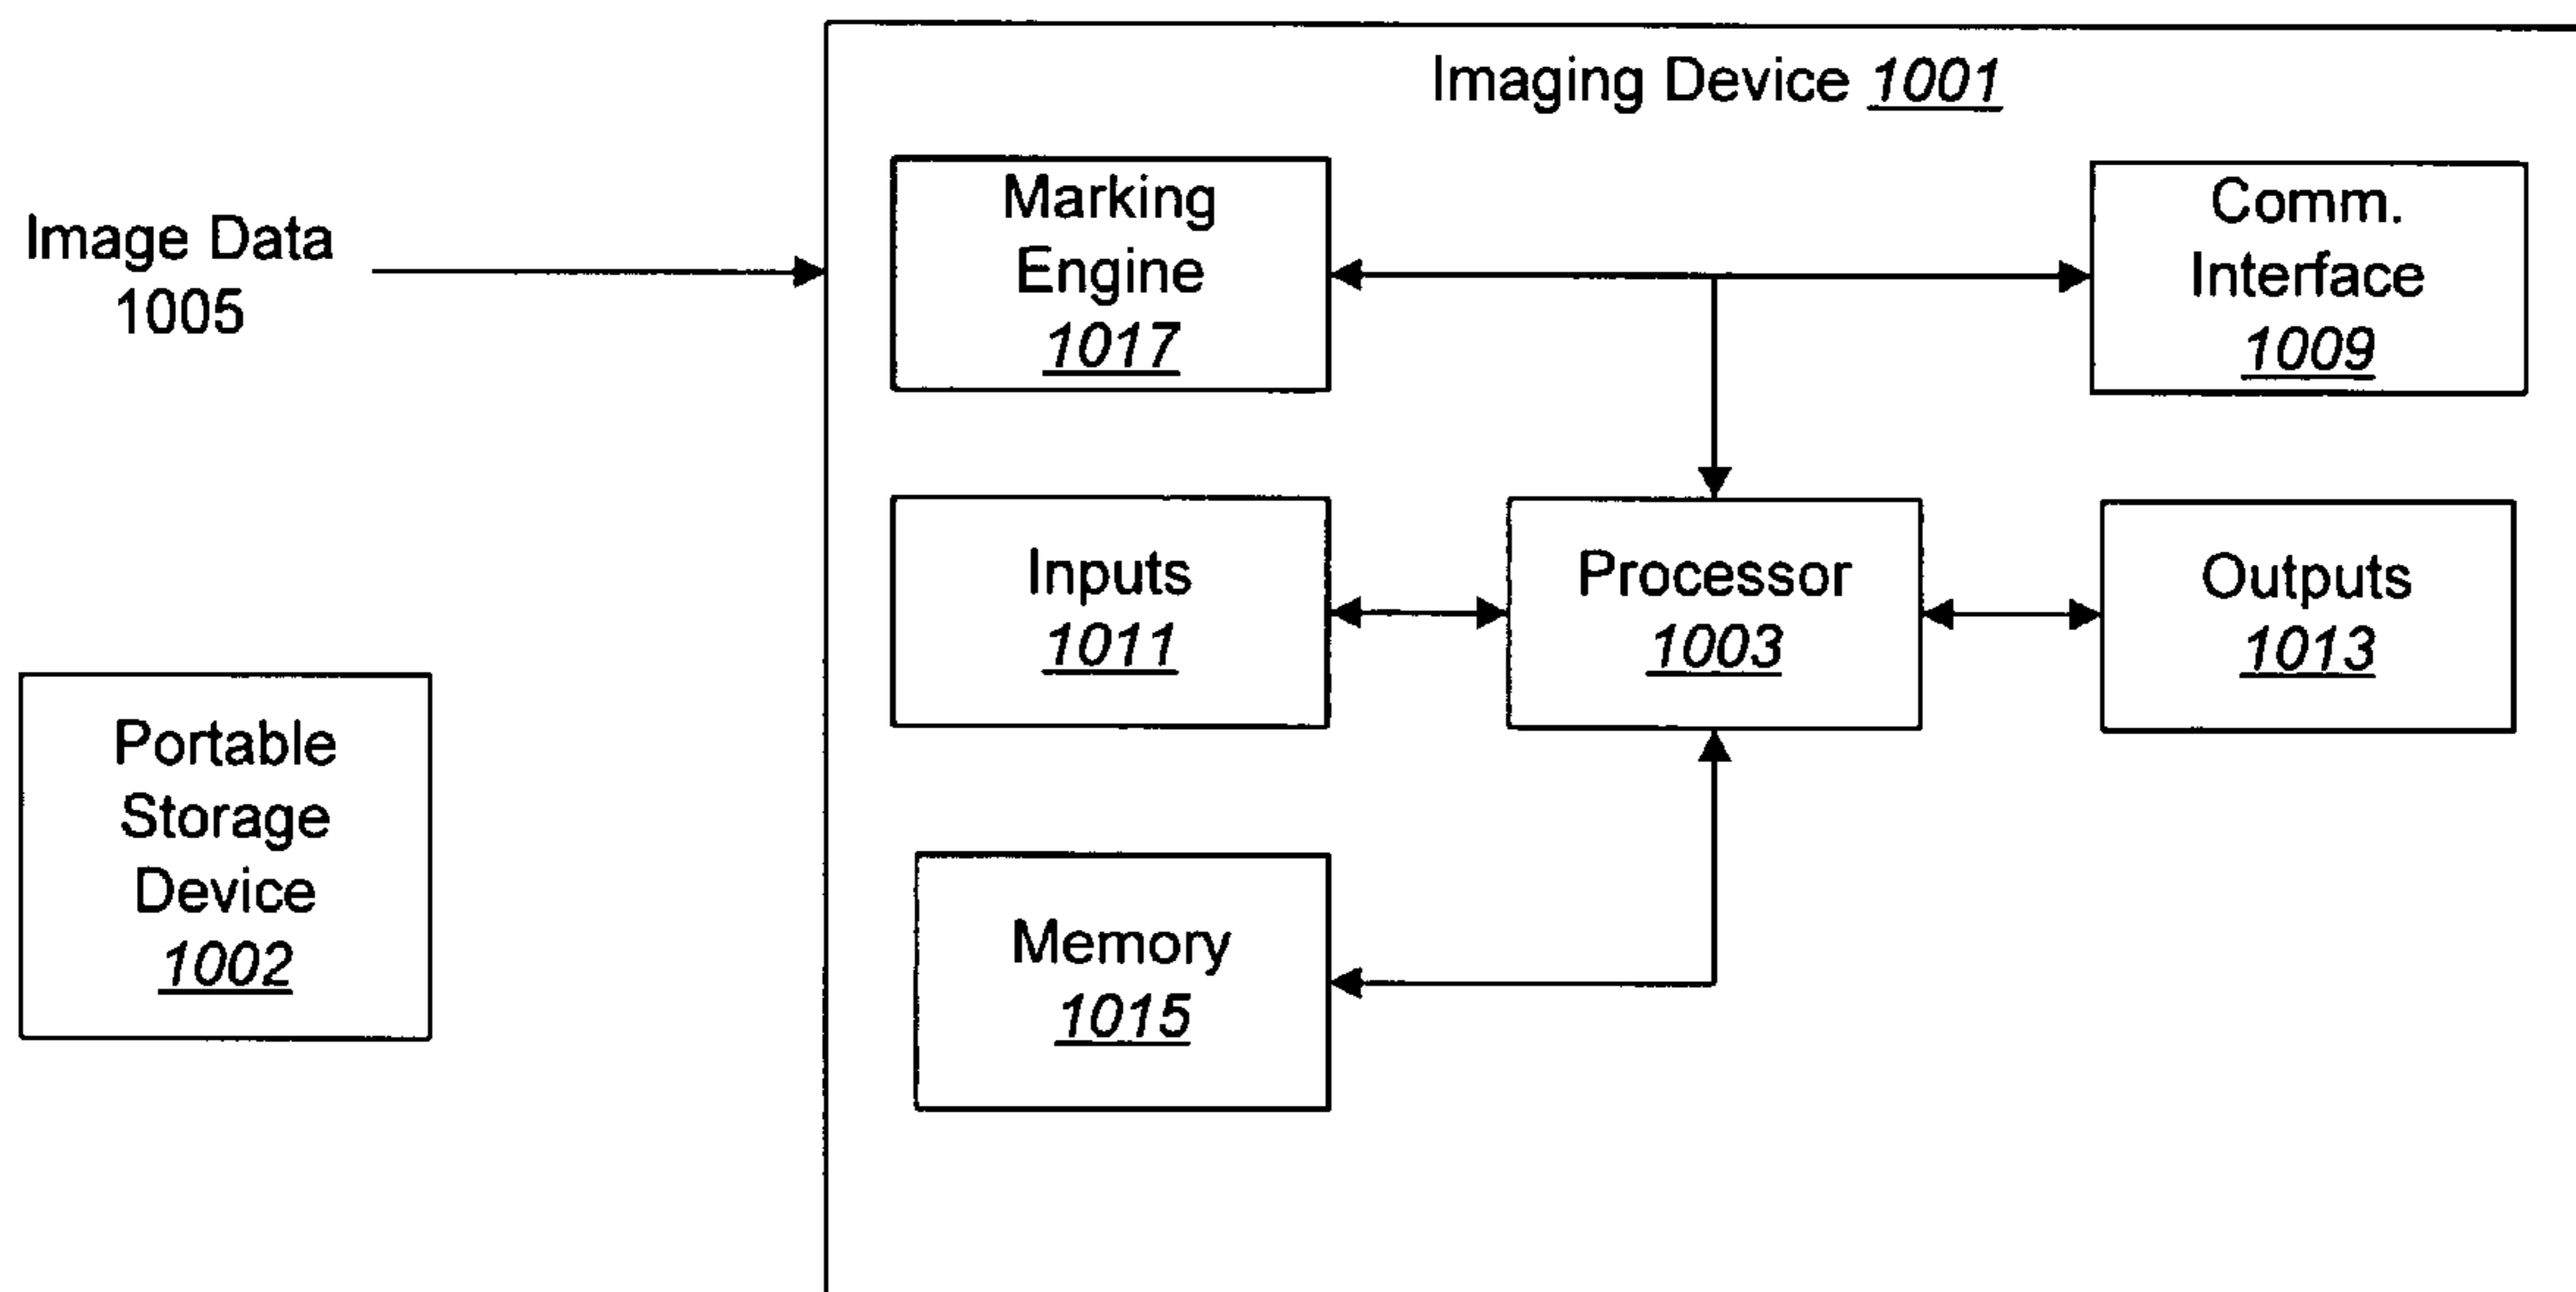 Imaging Device 1001
Image Data
1005
Marking
Engine
1017
Comm.
Interface
1009
Inputs
1011
Processor
1003
Outputs
1013
Portable
Storage
Device
1002
Memory
1015